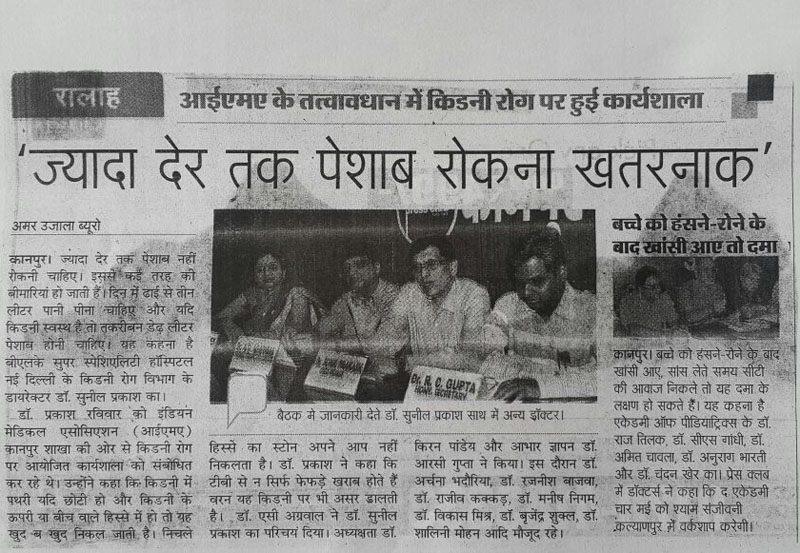 सलाह
आईएमए के तत्वावधान में किडनी रोग पर हुई कार्यशाला
‘ज्यादा देर तक पेशाब रोकना खतरनाक’
अमर उजाला ब्यूरो
कानपुर। ज्यादा देर तक पेशाब नहीं
रोकनी चाहिए। इससे कई तरह की
बीमारियां हो जाती हैं। दिन में ढाई से तीन
लीटर पानी पीना चाहिए और यदि
किडनी स्वस्थ है तो तकरीबन डेढ़ लीटर
पेशाब होनी चाहिए। यह कहना है
बीएलके सुपर स्पेशिएलिटी हॉस्पिटल
नई दिल्ली के किडनी रोग विभाग के
डायरेक्टर डॉ. सुनील प्रकाश का।
डॉ. प्रकाश रविवार को इंडियन
मेडिकल एसोसिएशन (आईएमए)
कानपुर शाखा की ओर से किडनी रोग
पर आयोजित कार्यशाला को संबोधित
कर रहे थे। उन्होंने कहा कि किडनी में
पथरी यदि छोटी हो और किडनी के
ऊपरी या बीच वाले हिस्से में हो तो यह
खुद ब खुद निकल जाती है। निचले
Dr. R. C. GUPTA
HONY. SECRETARY
बैठक में जानकारी देते डॉ. सुनील प्रकाश साथ में अन्य डॉक्टर।
हिस्से का स्टोन अपने आप नहीं
निकलता है। डॉ. प्रकाश ने कहा कि
टीबी से न सिर्फ फेफड़े खराब होते हैं
वरन यह किडनी पर भी असर डालती
है। डॉ. एसी अग्रवाल ने डॉ. सुनील
प्रकाश का परिचय दिया। अध्यक्षता डॉ.
किरन पांडेय और आभार ज्ञापन डॉ.
आरसी गुप्ता ने किया। इस दौरान डॉ.
अर्चना भदौरिया, डॉ. रजनीश बाजवा,
डॉ. राजीव कक्कड़, डॉ. मनीष निगम,
डॉ. विकास मिश्र, डॉ. बृजेंद्र शुक्ल, डॉ.
शालिनी मोहन आदि मौजूद रहे।
बच्चे को हंसने-रोने के
बाद खांसी आए तो दमा
कानपुर। बच्चे को हंसने-रोने के बाद
खांसी आए, सांस लेते समय सीटी
की आवाज निकले तो यह दमा के
लक्षण हो सकते हैं। यह कहना है
एकेडमी ऑफ पीडियाट्रिक्स के डॉ.
राज तिलक, डॉ. सीएस गांधी, डॉ.
अमित चावला, डॉ. अनुराग भारती
और डॉ. चंदन खेर का। प्रेस क्लब
में डॉक्टर्स ने कहा कि द एकेडमी
चार मई को श्याम संजीवनी
कल्याणपुर में वर्कशाप करेगी।